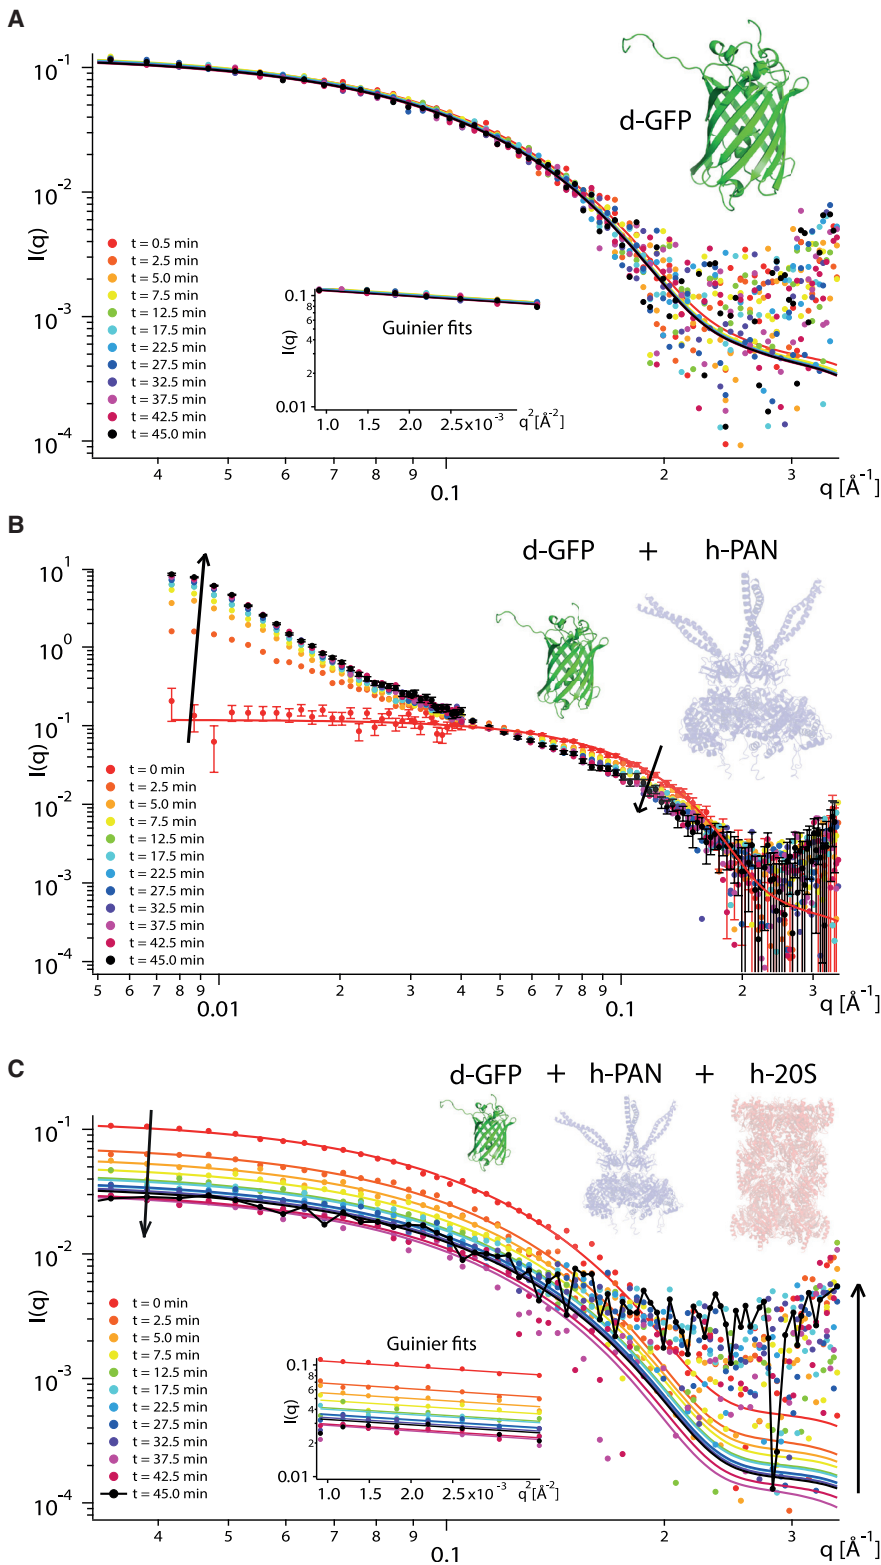 A
d-GFP
I(q)
10⁻¹
10⁻²
10⁻³
10⁻⁴
t = 0.5 min
t = 2.5 min
t = 5.0 min
t = 7.5 min
t = 12.5 min
t = 17.5 min
t = 22.5 min
t = 27.5 min
t = 32.5 min
t = 37.5 min
t = 42.5 min
t = 45.0 min
Guinier fits
I(q)
0.1
8
6
4
2
0.01
1.0 1.5 2.0 2.5x10⁻³ q² [Å⁻²]
4 5 6 7 8 9 0.1 2 3 q [Å⁻¹]
B
d-GFP + h-PAN
I(q)
10¹
10⁰
10⁻¹
10⁻²
10⁻³
10⁻⁴
t = 0 min
t = 2.5 min
t = 5.0 min
t = 7.5 min
t = 12.5 min
t = 17.5 min
t = 22.5 min
t = 27.5 min
t = 32.5 min
t = 37.5 min
t = 42.5 min
t = 45.0 min
5 6 7 8 9 0.01 2 3 4 5 6 7 8 9 0.1 2 3 q [Å⁻¹]
C
d-GFP + h-PAN + h-20S
I(q)
10⁻¹
10⁻²
10⁻³
10⁻⁴
t = 0 min
t = 2.5 min
t = 5.0 min
t = 7.5 min
t = 12.5 min
t = 17.5 min
t = 22.5 min
t = 27.5 min
t = 32.5 min
t = 37.5 min
t = 42.5 min
t = 45.0 min
Guinier fits
I(q)
0.1
8
6
4
2
0.01
1.0 1.5 2.0 2.5x10⁻³ q² [Å⁻²]
4 5 6 7 8 9 0.1 2 3 q [Å⁻¹]